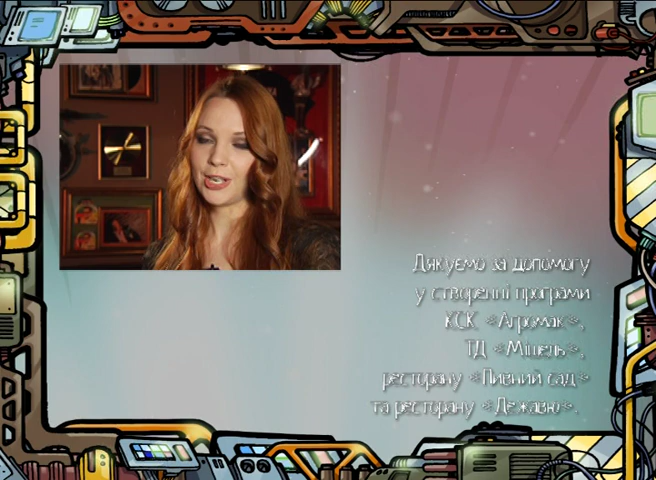 Дякуємо за допомогу
у створенні програми
КСК «Агромак»,
ТД «Мішель»,
ресторану «Пивний сад»
та ресторану «Дежавю».